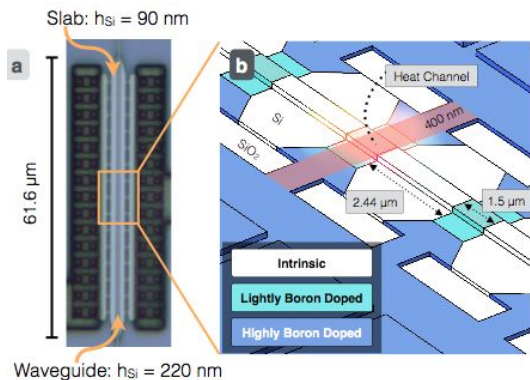 Slab: hSi = 90 nm
a
b
Heat Channel
Si
400 nm
SiO2
61.6 μm
2.44 μm
1.5 μm
Intrinsic
Lightly Boron Doped
Highly Boron Doped
Waveguide: hSi = 220 nm